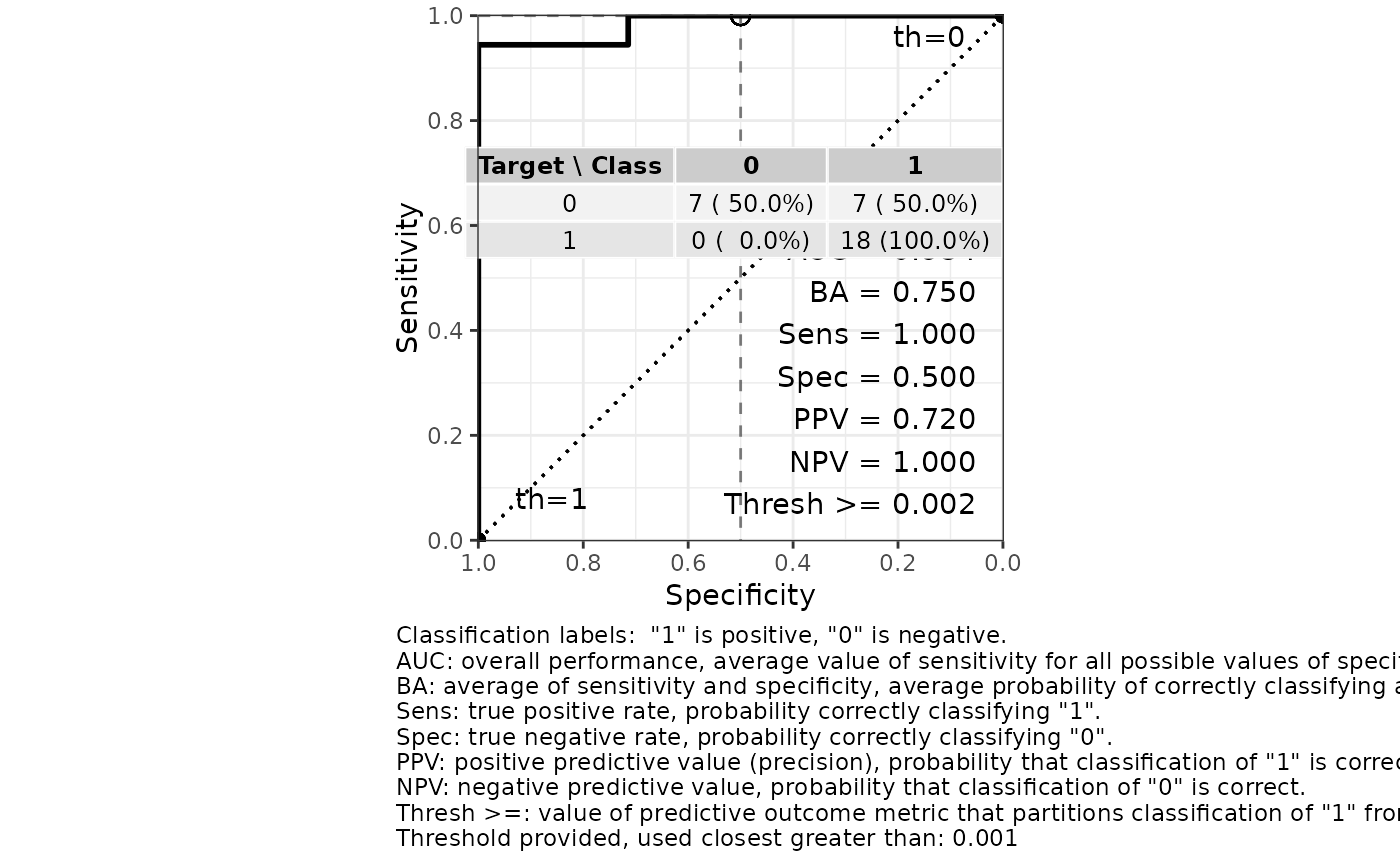 1.0
th=0
0.8
Target \ Class 0 1
0 7 ( 50.0%) 7 ( 50.0%)
0.6
1 0 (  0.0%) 18 (100.0%)
BA = 0.750
Sens = 1.000
Sensitivity
0.4
Spec = 0.500
PPV = 0.720
0.2
NPV = 1.000
th=1
Thresh >= 0.002
0.0
1.0 0.8 0.6 0.4 0.2 0.0
Specificity
Classification labels:  "1" is positive, "0" is negative.
AUC: overall performance, average value of sensitivity for all possible values of
BA: average of sensitivity and specificity, average probability of correctly classifying
Sens: true positive rate, probability correctly classifying "1".
Spec: true negative rate, probability correctly classifying "0".
PPV: positive predictive value (precision), probability that classification of "1" is
NPV: negative predictive value, probability that classification of "0" is correct.
Thresh >=: value of predictive outcome metric that partitions classification of "1"
Threshold provided, used closest greater than: 0.001